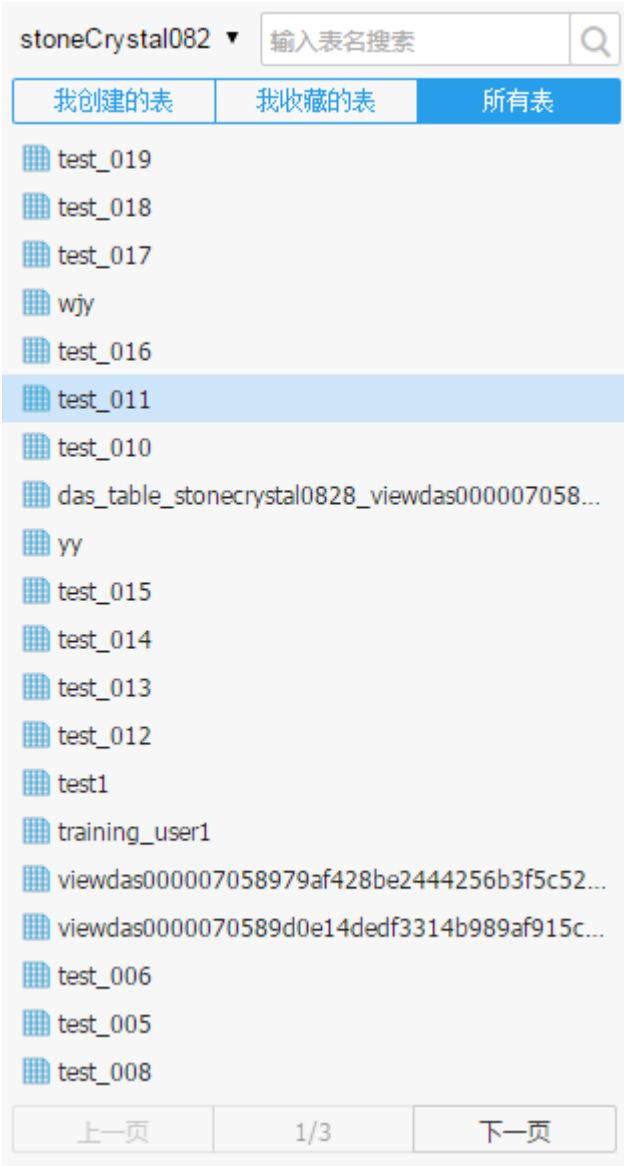 stoneCrystal082 ▼ 输入表名搜索
我创建的表 我收藏的表 所有表
test_019
test_018
test_017
wjy
test_016
test_011
test_010
das_table_stonecrystal0828_viewdas000007058...
yy
test_015
test_014
test_013
test_012
test1
training_user1
viewdas000007058979af428be2444256b3f5c52...
viewdas0000070589d0e14dedf3314b989af915c...
test_006
test_005
test_008
上一页 1/3 下一页